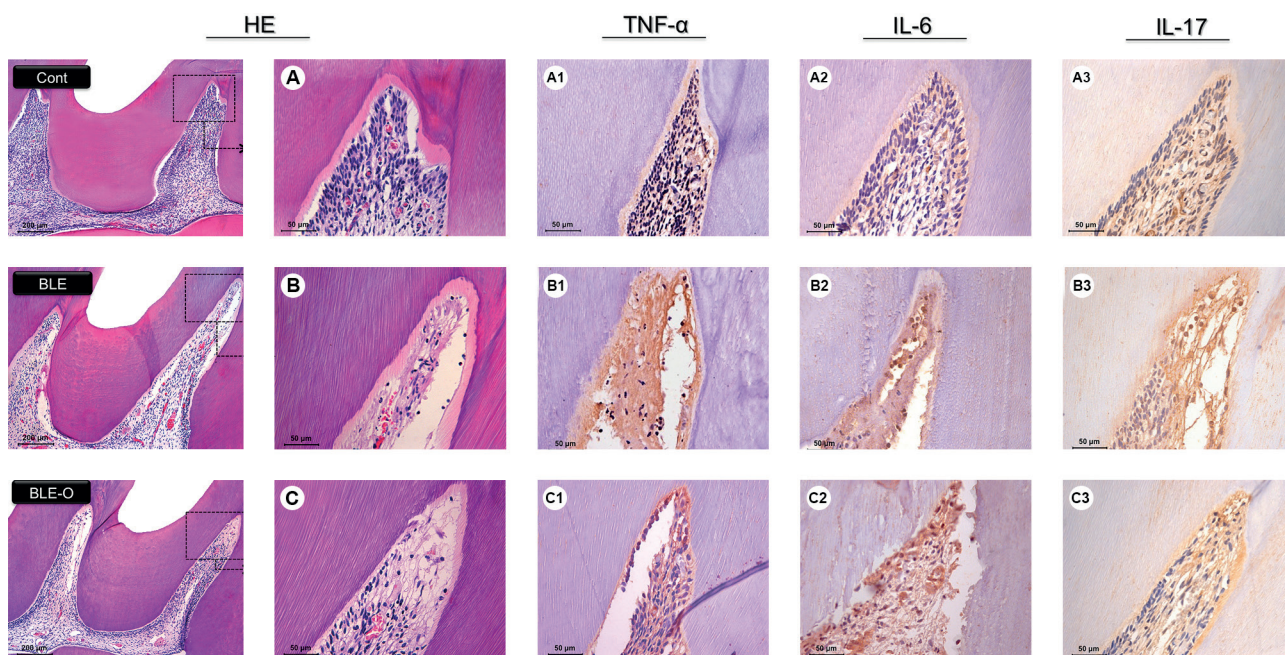 HE TNF-α IL-6 IL-17
Cont A A1 A2 A3
200 µm 50 µm 50 µm 50 µm 50 µm
BLE B B1 B2 B3
200 µm 50 µm 50 µm 50 µm 50 µm
BLE-O C C1 C2 C3
200 µm 50 µm 50 µm 50 µm 50 µm